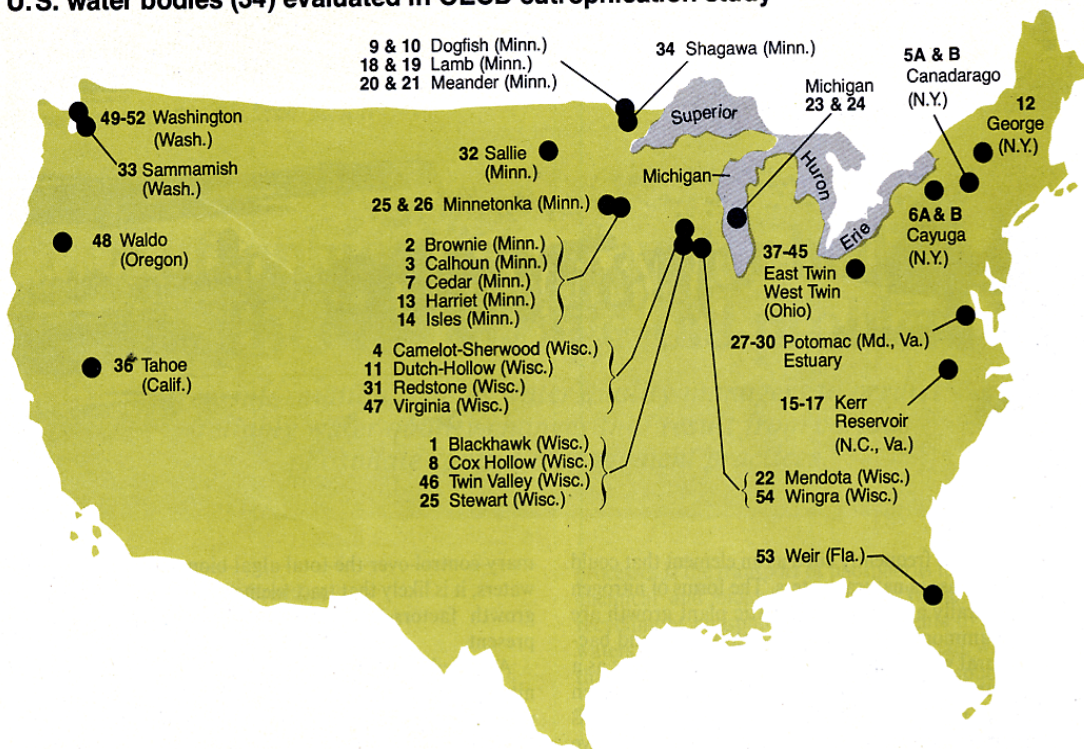 U.S. water bodies (34) evaluated in OECD eutrophication study
9 & 10 Dogfish (Minn.)
18 & 19 Lamb (Minn.)
20 & 21 Meander (Minn.)
34 Shagawa (Minn.)
Michigan
23 & 24
5A & B
Canadarago
(N.Y.)
12
George
(N.Y.)
49-52 Washington
(Wash.)
33 Sammamish
(Wash.)
Superior
32 Sallie
(Minn.)
Michigan
Huron
Erie
25 & 26 Minnetonka (Minn.)
6A & B
Cayuga
(N.Y.)
48 Waldo
(Oregon)
2 Brownie (Minn.)
3 Calhoun (Minn.)
7 Cedar (Minn.)
13 Harriet (Minn.)
14 Isles (Minn.)
37-45
East Twin
West Twin
(Ohio)
27-30 Potomac (Md., Va.)
Estuary
36 Tahoe
(Calif.)
4 Camelot-Sherwood (Wisc.)
11 Dutch-Hollow (Wisc.)
31 Redstone (Wisc.)
47 Virginia (Wisc.)
15-17 Kerr
Reservoir
(N.C., Va.)
1 Blackhawk (Wisc.)
8 Cox Hollow (Wisc.)
46 Twin Valley (Wisc.)
25 Stewart (Wisc.)
22 Mendota (Wisc.)
54 Wingra (Wisc.)
53 Weir (Fla.)